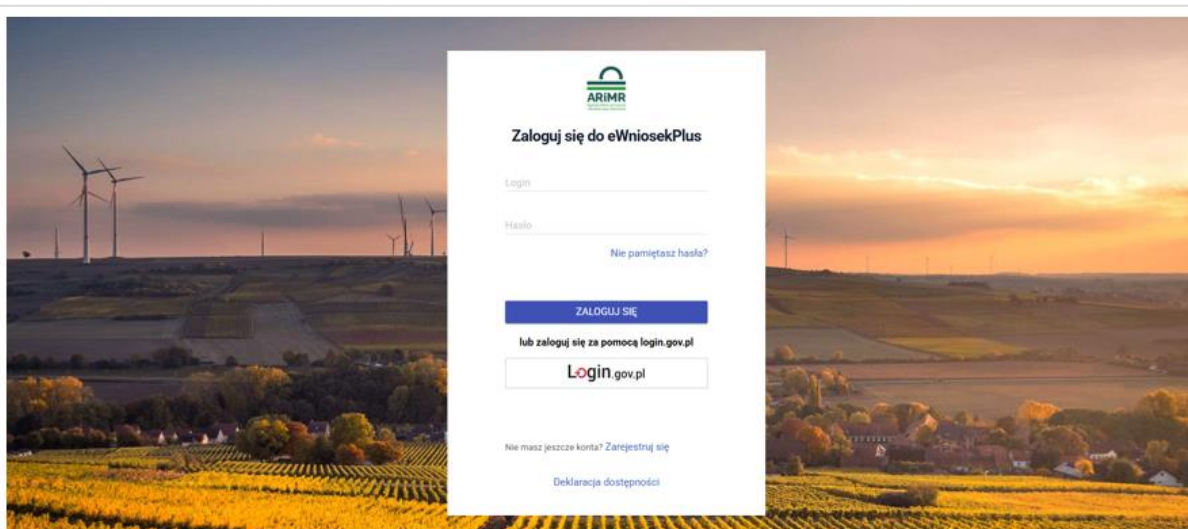 ARiMR
Zaloguj się do eWniosekPlus
Login
Hasło
Nie pamiętasz hasła?
ZALOGUJ SIĘ
lub zaloguj się za pomocą login.gov.pl
Login.gov.pl
Nie masz jeszcze konta? Zarejestruj się
Deklaracja dostępności